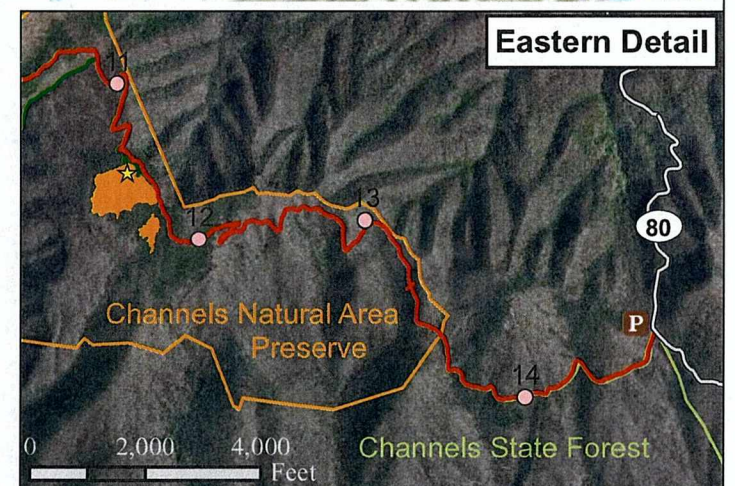 Eastern Detail
11
12
13
80
Channels Natural Area
Preserve
P
14
Channels State Forest
0 2,000 4,000
Feet